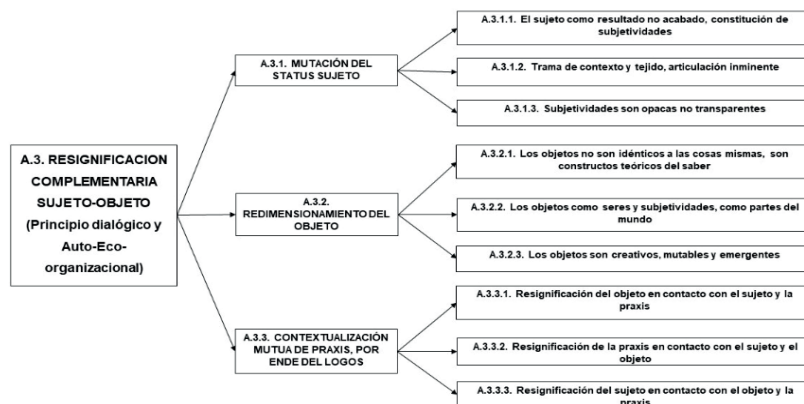 A.3. RESIGNIFICACION
COMPLEMENTARIA
SUJETO-OBJETO
(Principio dialógico y
Auto-Eco-
organizacional)
A.3.1. MUTACIÓN DEL
STATUS SUJETO
A.3.1.1. El sujeto como resultado no acabado, constitución de
subjetividades
A.3.1.2. Trama de contexto y tejido, articulación inminente
A.3.1.3. Subjetividades son opacas no transparentes
A.3.2.
REDIMENSIONAMIENTO DEL
OBJETO
A.3.2.1. Los objetos no son idénticos a las cosas mismas, son
constructos teóricos del saber
A.3.2.2. Los objetos como seres y subjetividades, como partes del
mundo
A.3.2.3. Los objetos son creativos, mutables y emergentes
A.3.3. CONTEXTUALIZACIÓN
MUTUA DE PRAXIS, POR
ENDE DEL LOGOS
A.3.3.1. Resignificación del objeto en contacto con el sujeto y la
praxis
A.3.3.2. Resignificación de la praxis en contacto con el sujeto y el
objeto
A.3.3.3. Resignificación del sujeto en contacto con el objeto y la
praxis